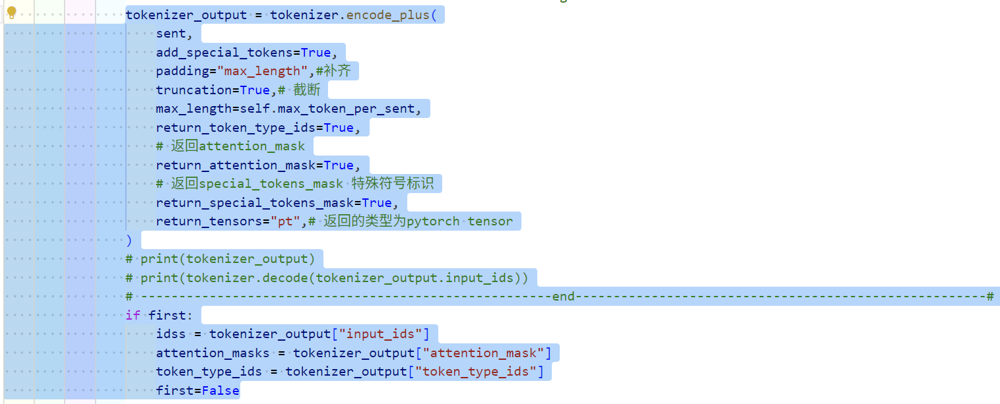 tokenizer_output = tokenizer.encode_plus(
sent,
add_special_tokens=True,
padding="max_length",#补齐
truncation=True,# 截断
max_length=self.max_token_per_sent,
return_token_type_ids=True,
# 返回attention_mask
return_attention_mask=True,
# 返回special_tokens_mask 特殊符号标识
return_special_tokens_mask=True,
return_tensors="pt",# 返回的类型为pytorch tensor
)
# print(tokenizer_output)
# print(tokenizer.decode(tokenizer_output.input_ids))
# ------------------------------------------------------end------------------------------------------------------#
if first:
idss = tokenizer_output["input_ids"]
attention_masks = tokenizer_output["attention_mask"]
token_type_ids = tokenizer_output["token_type_ids"]
first=False